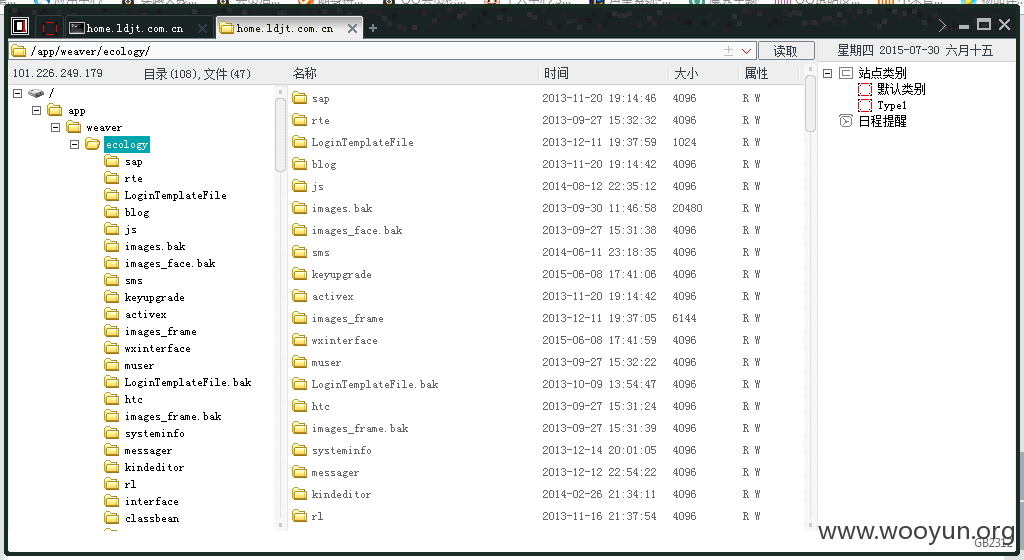 home.ldjt.com.cn
home.ldjt.com.cn
/app/weaver/ecology/
读取
星期四 2015-07-30 六月十五
101.226.249.179
目录(108),文件(47)
名称 时间 大小 属性
/
app
weaver
ecology
sap
rte
LoginTemplateFile
blog
js
images.bak
images_face.bak
sms
keyupgrade
activex
images_frame
wxinterface
muser
LoginTemplateFile.bak
htc
images_frame.bak
systeminfo
messager
kindeditor
rl
interface
classbean
sap 2013-11-20 19:14:46 4096 R W
rte 2013-09-27 15:32:32 4096 R W
LoginTemplateFile 2013-12-11 19:37:59 1024 R W
blog 2013-11-20 19:14:42 4096 R W
js 2014-08-12 22:35:12 4096 R W
images.bak 2013-09-30 11:46:58 20480 R W
images_face.bak 2013-09-27 15:31:38 4096 R W
sms 2014-06-11 23:18:35 4096 R W
keyupgrade 2015-06-08 17:41:06 4096 R W
activex 2013-11-20 19:14:42 4096 R W
images_frame 2013-12-11 19:37:05 6144 R W
wxinterface 2015-06-08 17:41:59 4096 R W
muser 2013-09-27 15:32:22 4096 R W
LoginTemplateFile.bak 2013-10-09 13:54:47 4096 R W
htc 2013-09-27 15:31:24 4096 R W
images_frame.bak 2013-09-27 15:31:39 4096 R W
systeminfo 2013-12-14 20:01:05 4096 R W
messager 2013-12-12 22:54:22 4096 R W
kindeditor 2014-02-26 21:34:11 4096 R W
rl 2013-11-16 21:37:54 4096 R W
站点类别
默认类别
Type1
日程提醒
www.wooyun.org
GB2312